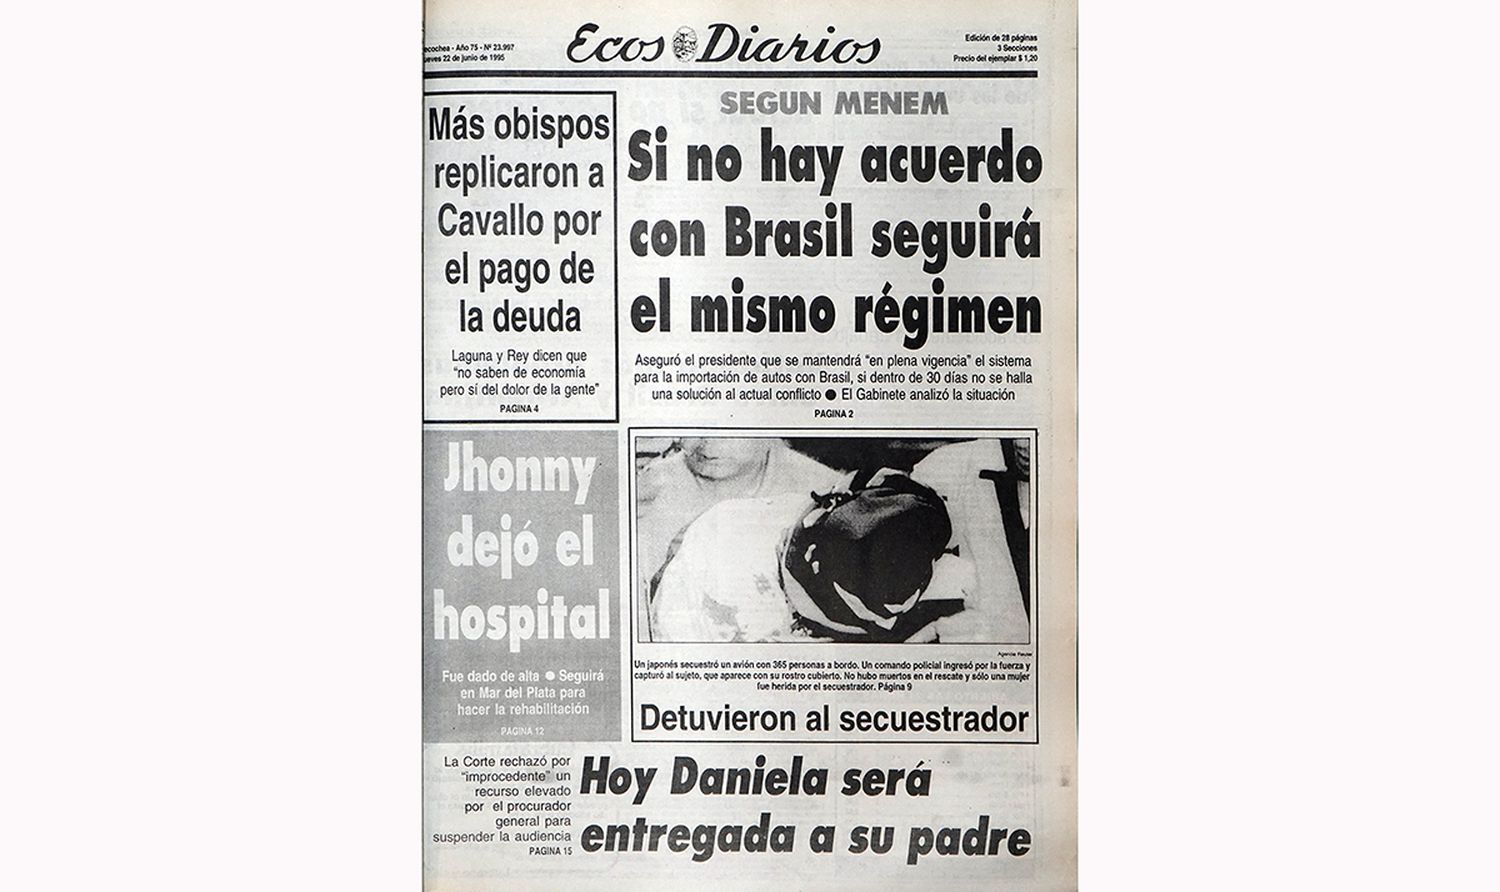 Ecos Diarios
ecochea - Año 75 - Nº 23.997
ueves 22 de junio de 1995
Edición de 28 páginas
3 Secciones
Precio del ejemplar $ 1,20
Más obispos
replicaron a
Cavallo por
el pago de
la deuda
Laguna y Rey dicen que
“no saben de economía
pero sí del dolor de la gente”
PAGINA 4
SEGUN MENEM
Si no hay acuerdo
con Brasil seguirá
el mismo régimen
Aseguró el presidente que se mantendrá “en plena vigencia” el sistema
para la importación de autos con Brasil, si dentro de 30 días no se halla
una solución al actual conflicto ● El Gabinete analizó la situación
PAGINA 2
Jhonny
dejó el
hospital
Fue dado de alta ● Seguirá
en Mar del Plata para
hacer la rehabilitación
PAGINA 12
Agencia Reuter
Un japonés secuestró un avión con 365 personas a bordo. Un comando policial ingresó por la fuerza y
capturó al sujeto, que aparece con su rostro cubierto. No hubo muertos en el rescate y sólo una mujer
fue herida por el secuestrador. Página 9
Detuvieron al secuestrador
La Corte rechazó por
“improcedente” un
recurso elevado
por el procurador
general para
suspender la audiencia
PAGINA 15
Hoy Daniela será
entregada a su padre